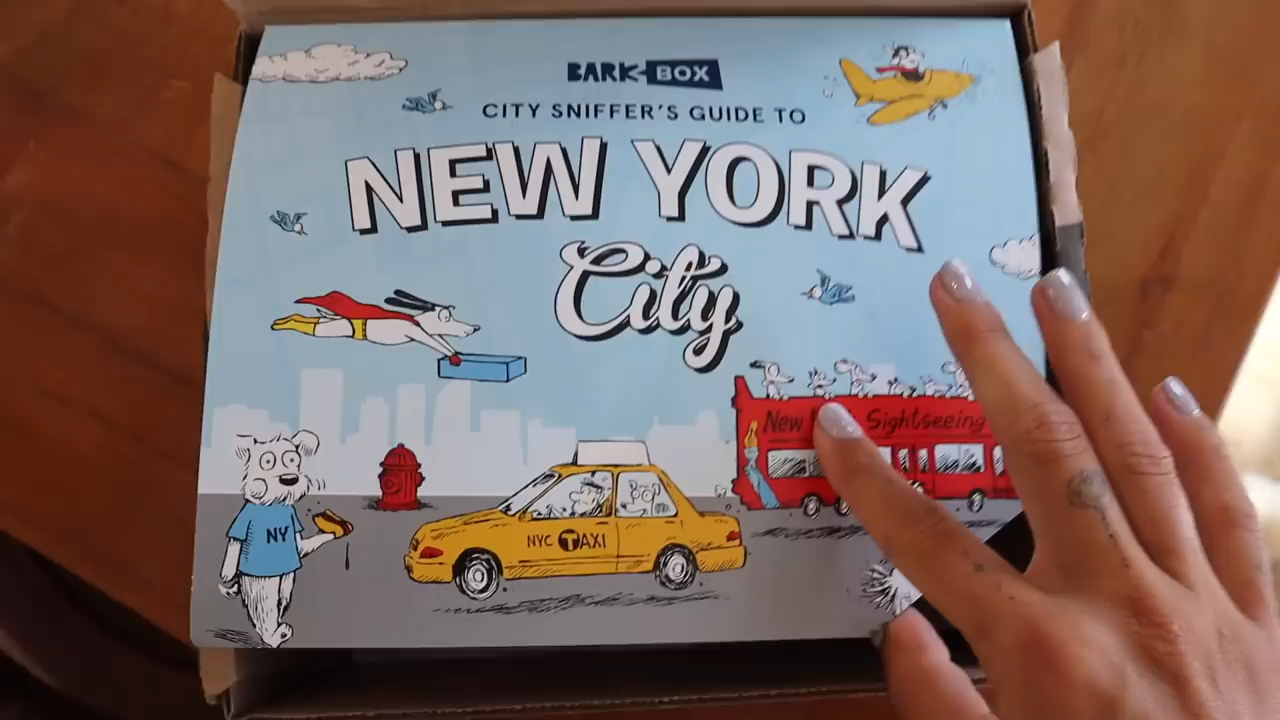 BARK BOX
CITY SNIFFER'S GUIDE TO
NEW YORK
City
New Sightseeing
NY
NYC TAXI